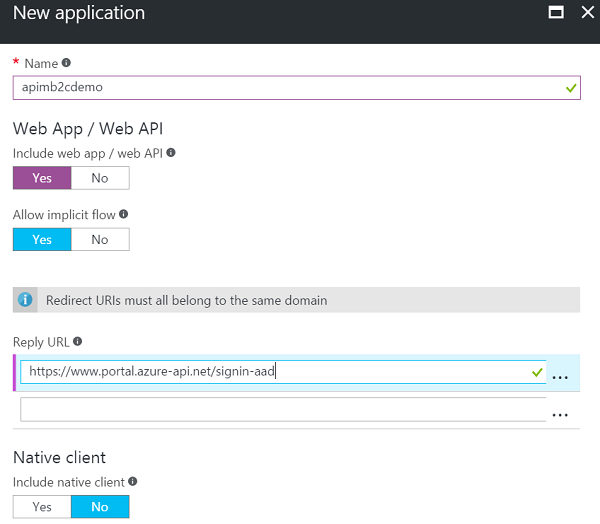 New application
* Name
apimb2cdemo
Web App / Web API
Include web app / web API
Yes No
Allow implicit flow
Yes No
Redirect URIs must all belong to the same domain
Reply URL
https://www.portal.azure-api.net/signin-aad
...
...
Native client
Include native client
Yes No